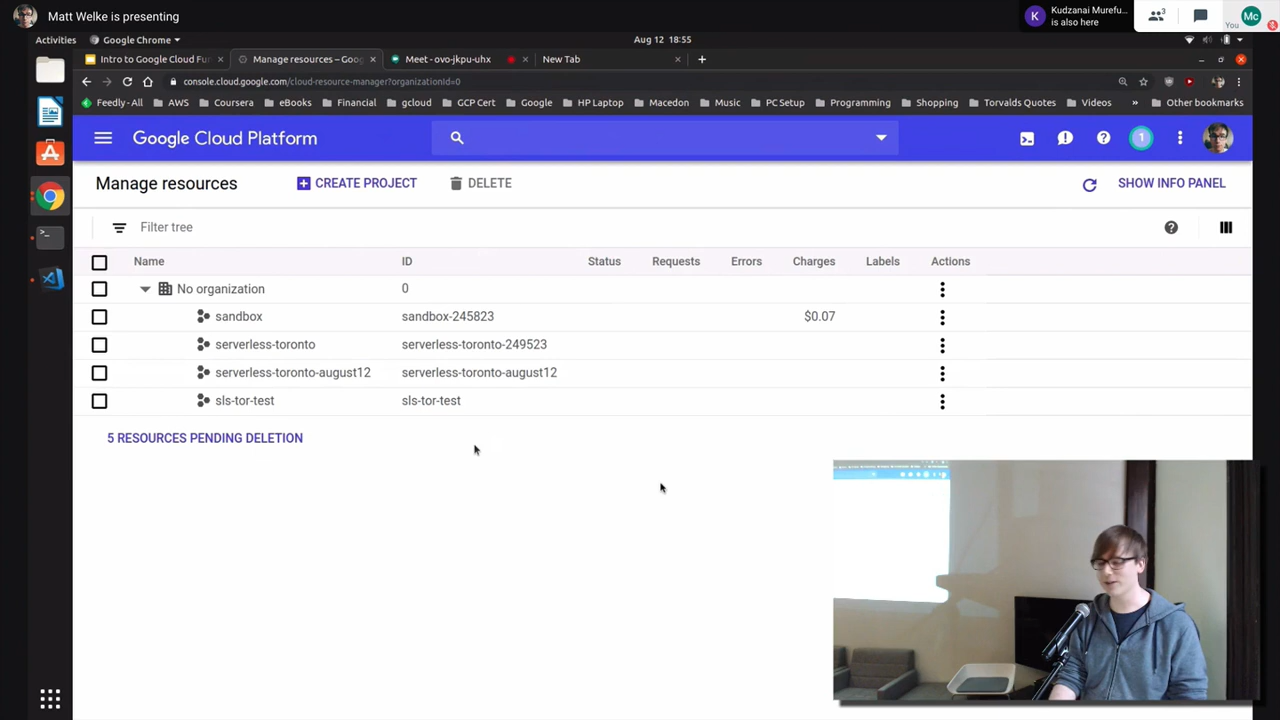 Matt Welke is presenting
K
Kudzanai Murefu...
is also here
3
You
Mc
Activities
Google Chrome
Aug 12 18:55
Intro to Google Cloud Fu
Manage resources – Goog
Meet - ovo-jkpu-uhx
New Tab
console.cloud.google.com/cloud-resource-manager?organizationId=0
Feedly-All
AWS
Coursera
eBooks
Financial
gcloud
GCP
Google
HP Laptop
Macedon
Music
PC Setup
Programming
Shopping
Torvalds Quotes
Videos
»
Other bookmarks
Google Cloud Platform
1
Manage resources
CREATE PROJECT
DELETE
SHOW INFO PANEL
Filter tree
Name ID Status Requests Errors Charges Labels Actions
No organization 0
sandbox sandbox-245823 $0.07
serverless-toronto serverless-toronto-249523
serverless-toronto-august12 serverless-toronto-august12
sls-tor-test sls-tor-test
5 RESOURCES PENDING DELETION